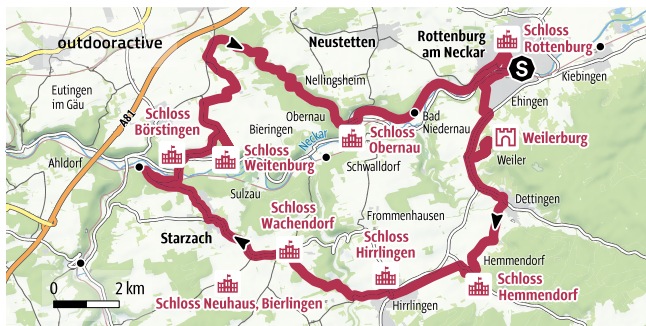 outdooractive
Neustetten
Rottenburg
am Neckar
Schloss
Rottenburg
S
Kiebingen
Nellingsheim
Eutingen
im Gäu
A81
Ehingen
Obernau
Bad
Niedernau
Schloss
Börstingen
Bieringen
Neckar
Schloss
Obernau
Weilerburg
Weiler
Ahldorf
Schloss
Weitenburg
Schwalldorf
Sulzau
Dettingen
Schloss
Wachendorf
Frommenhausen
Starzach
Schloss
Hirrlingen
Hemmendorf
Schloss
Hemmendorf
0 2 km
Schloss Neuhaus, Bierlingen
Hirrlingen